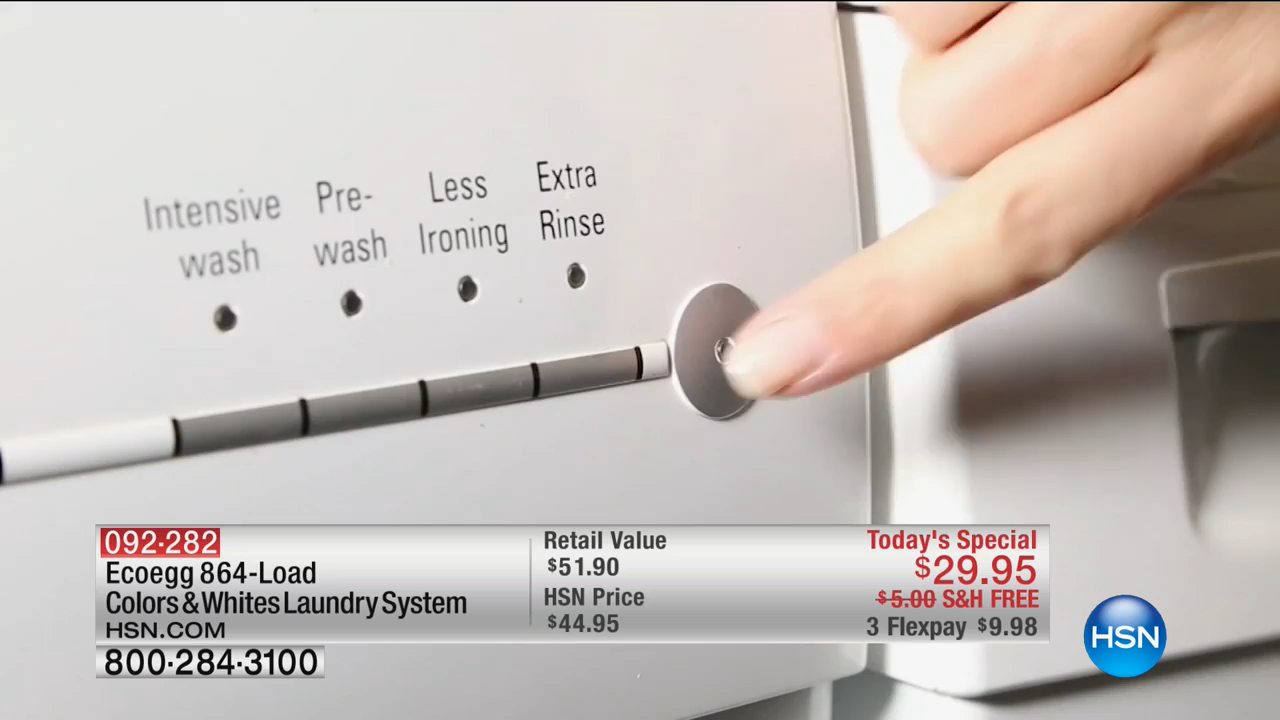 Intensive
wash
Pre-
wash
Less
Ironing
Extra
Rinse
092·282
Ecoegg 864-Load
Colors & Whites Laundry System
HSN.COM
800·284·3100
Retail Value
$51.90
HSN Price
$44.95
Today's Special
$29.95
$5.00 S&H FREE
3 Flexpay $9.98
HSN